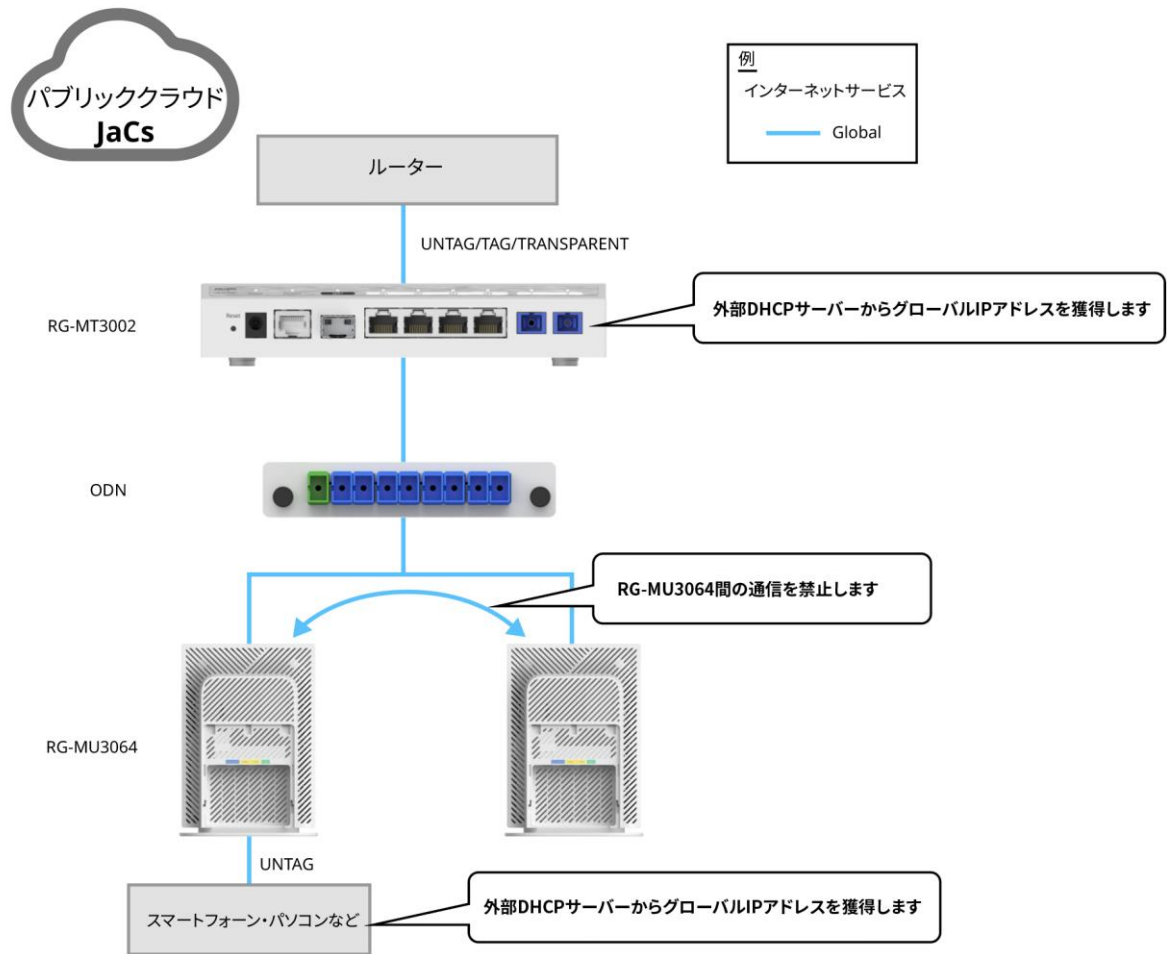 パブリッククラウド
JaCs
例
インターネットサービス
Global
ルーター
UNTAG/TAG/TRANSPARENT
RG-MT3002
Reset
外部DHCPサーバーからグローバルIPアドレスを獲得します
ODN
RG-MU3064間の通信を禁止します
RG-MU3064
UNTAG
スマートフォーン・パソコンなど
外部DHCPサーバーからグローバルIPアドレスを獲得します